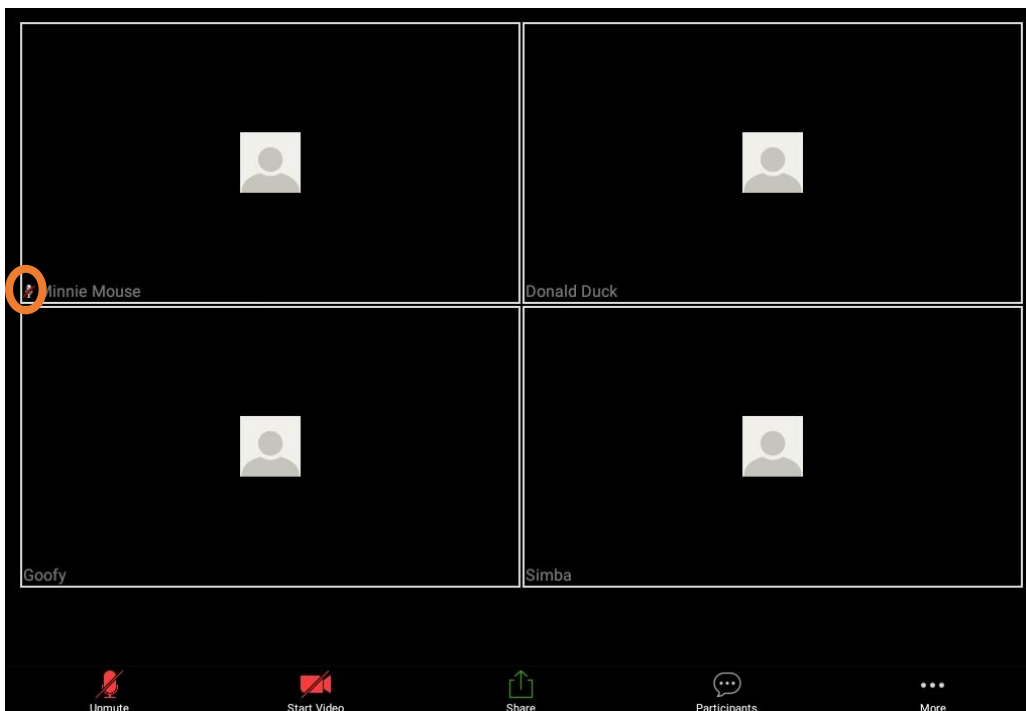 Minnie Mouse
Donald Duck
Goofy
Simba
Unmute
Start Video
Share
Participants
More